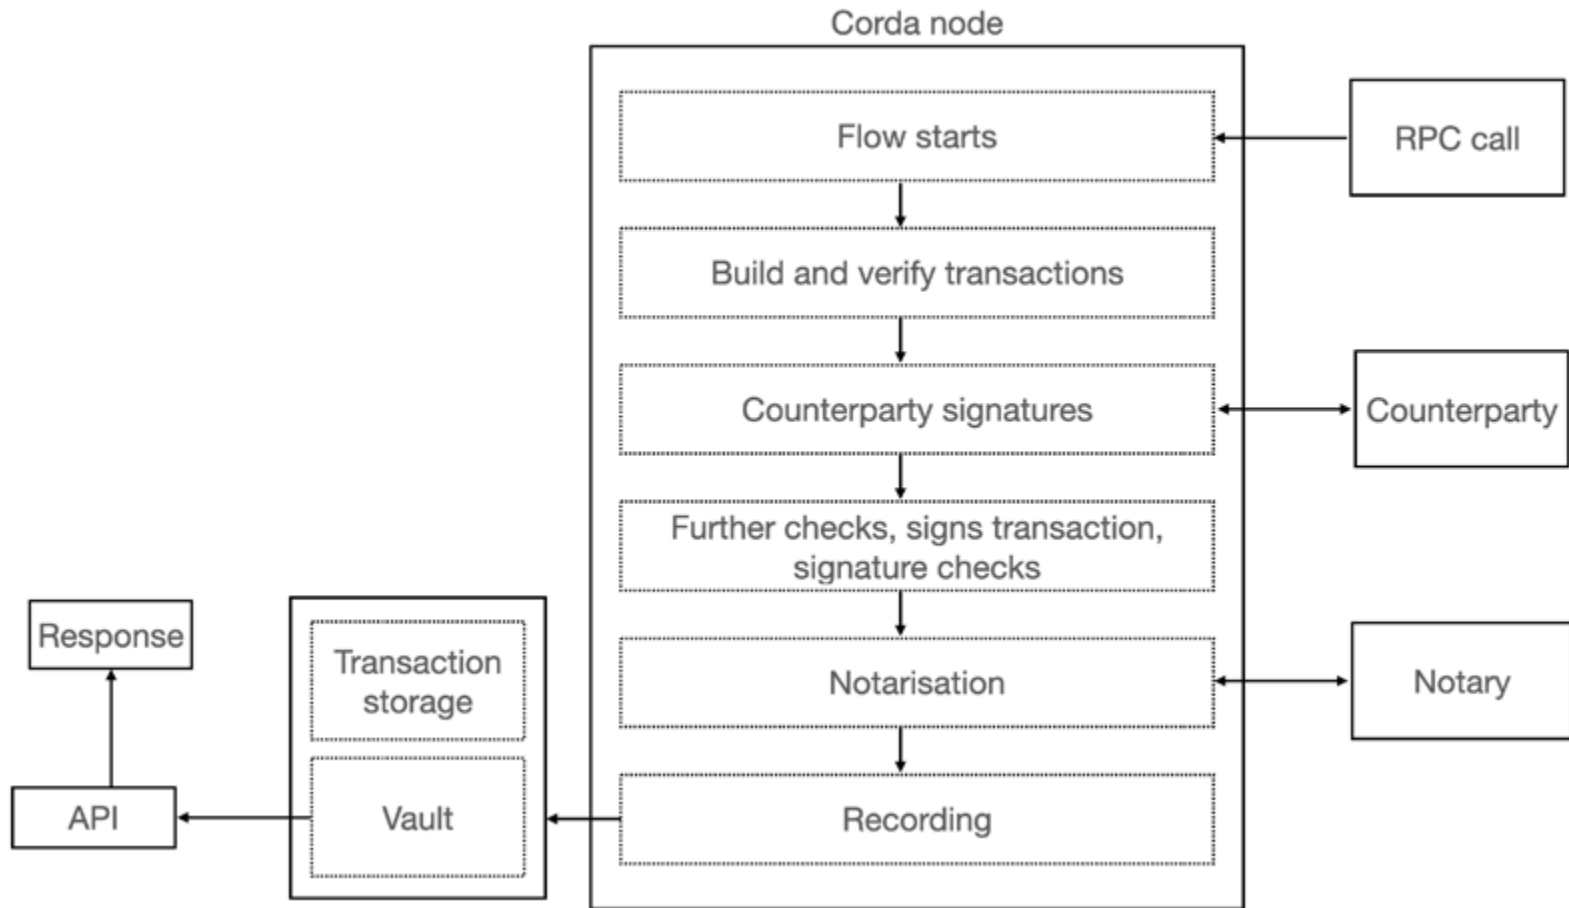 Corda node
Flow starts
RPC call
Build and verify transactions
Counterparty signatures
Counterparty
Further checks, signs transaction,
signature checks
Response
Transaction
storage
Notarisation
Notary
API
Vault
Recording